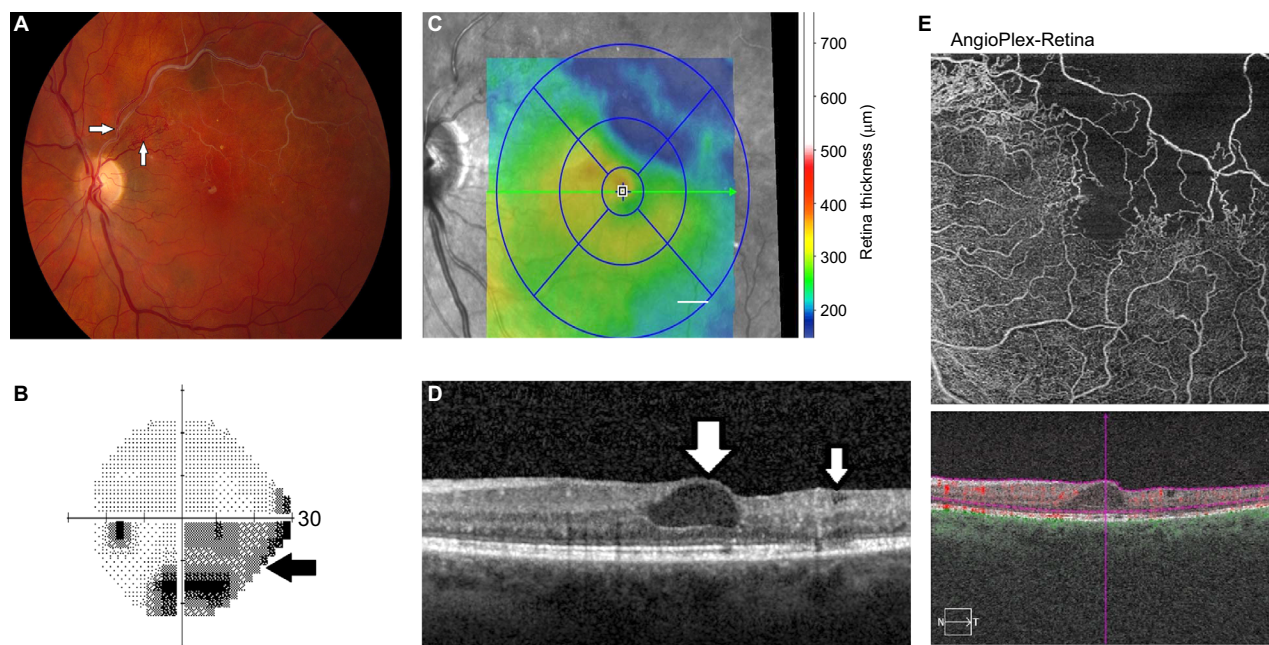 A
B
30
C
700
600
500
400
300
200
Retina thickness (μm)
D
E
AngioPlex-Retina
N
T